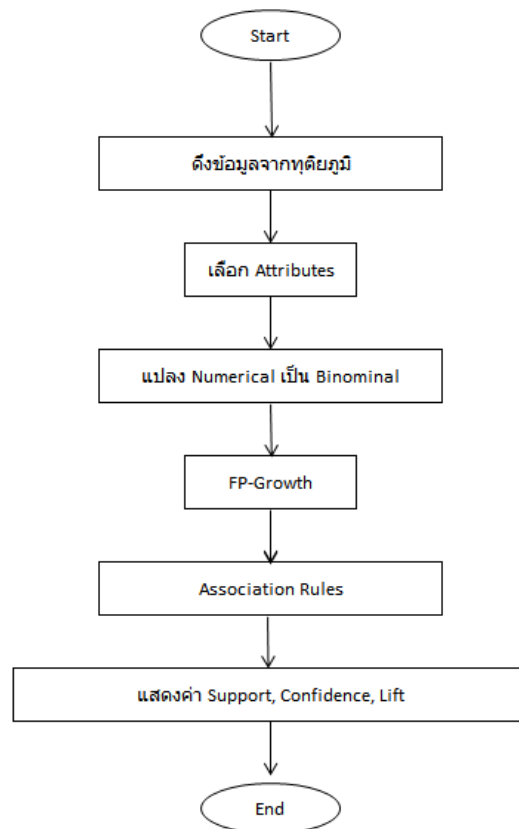 Start
ดึงข้อมูลจากทุติยภูมิ
เลือก Attributes
แปลง Numerical เป็น Binominal
FP-Growth
Association Rules
แสดงค่า Support, Confidence, Lift
End